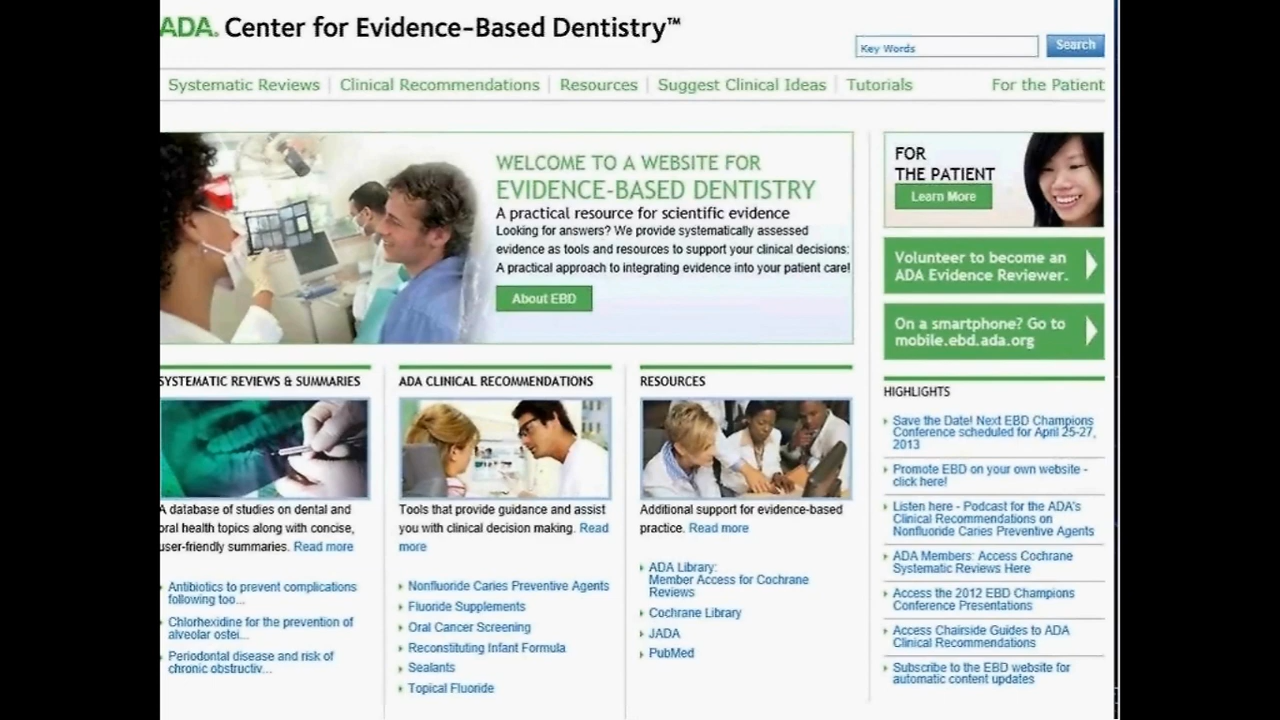 ADA. Center for Evidence-Based Dentistry™
Key Words
Search
Systematic Reviews
Clinical Recommendations
Resources
Suggest Clinical Ideas
Tutorials
For the Patient
WELCOME TO A WEBSITE FOR
EVIDENCE-BASED DENTISTRY
A practical resource for scientific evidence
Looking for answers? We provide systematically assessed
evidence as tools and resources to support your clinical decisions:
A practical approach to integrating evidence into your patient care!
About EBD
FOR
THE PATIENT
Learn More
Volunteer to become an
ADA Evidence Reviewer.
On a smartphone? Go to
mobile.ebd.ada.org
SYSTEMATIC REVIEWS & SUMMARIES
A database of studies on dental and
oral health topics along with concise,
user-friendly summaries. Read more
Antibiotics to prevent complications
following too...
Chlorhexidine for the prevention of
alveolar ostei...
Periodontal disease and risk of
chronic obstructiv...
ADA CLINICAL RECOMMENDATIONS
Tools that provide guidance and assist
you with clinical decision making. Read
more
Nonfluoride Caries Preventive Agents
Fluoride Supplements
Oral Cancer Screening
Reconstituting Infant Formula
Sealants
Topical Fluoride
RESOURCES
Additional support for evidence-based
practice. Read more
ADA Library:
Member Access for Cochrane
Reviews
Cochrane Library
JADA
PubMed
HIGHLIGHTS
Save the Date! Next EBD Champions
Conference scheduled for April 25-27,
2013
Promote EBD on your own website -
click here!
Listen here - Podcast for the ADA's
Clinical Recommendations on
Nonfluoride Caries Preventive Agents
ADA Members: Access Cochrane
Systematic Reviews Here
Access the 2012 EBD Champions
Conference Presentations
Access Chairside Guides to ADA
Clinical Recommendations
Subscribe to the EBD website for
automatic content updates